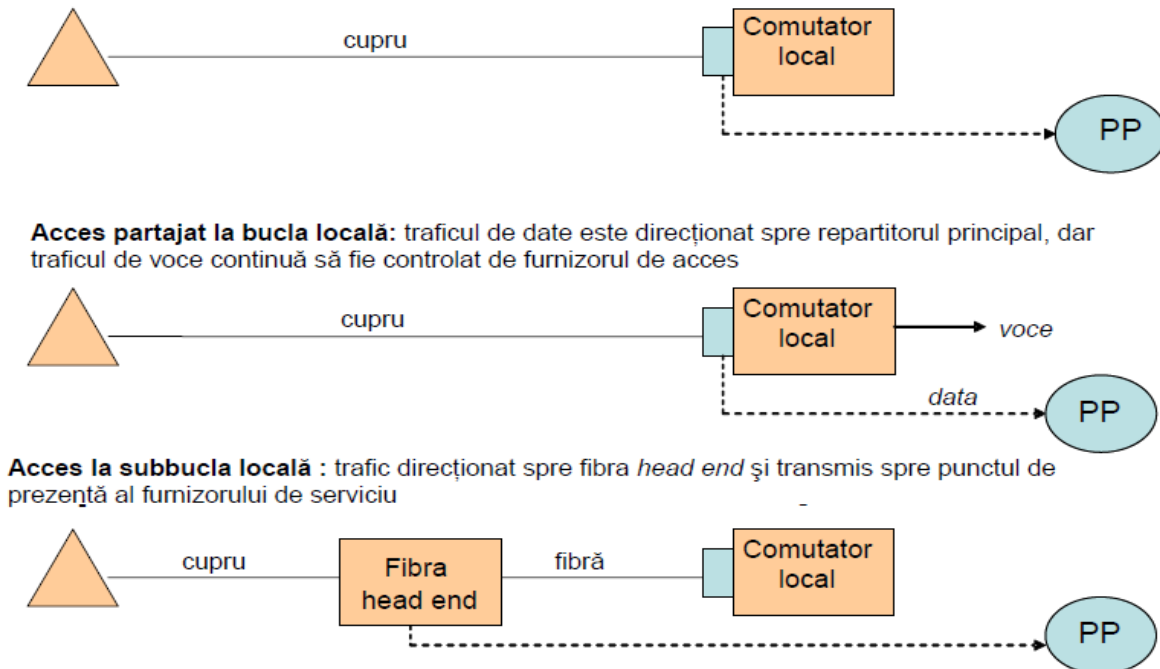 cupru
Comutator
local
PP
Acces partajat la bucla locală: traficul de date este direcționat spre repartitorul principal, dar
traficul de voce continuă să fie controlat de furnizorul de acces
cupru
Comutator
local
voce
data
PP
Acces la subbucla locală : trafic direcționat spre fibra head end și transmis spre punctul de
prezență al furnizorului de serviciu
cupru
Fibra
head end
fibră
Comutator
local
PP